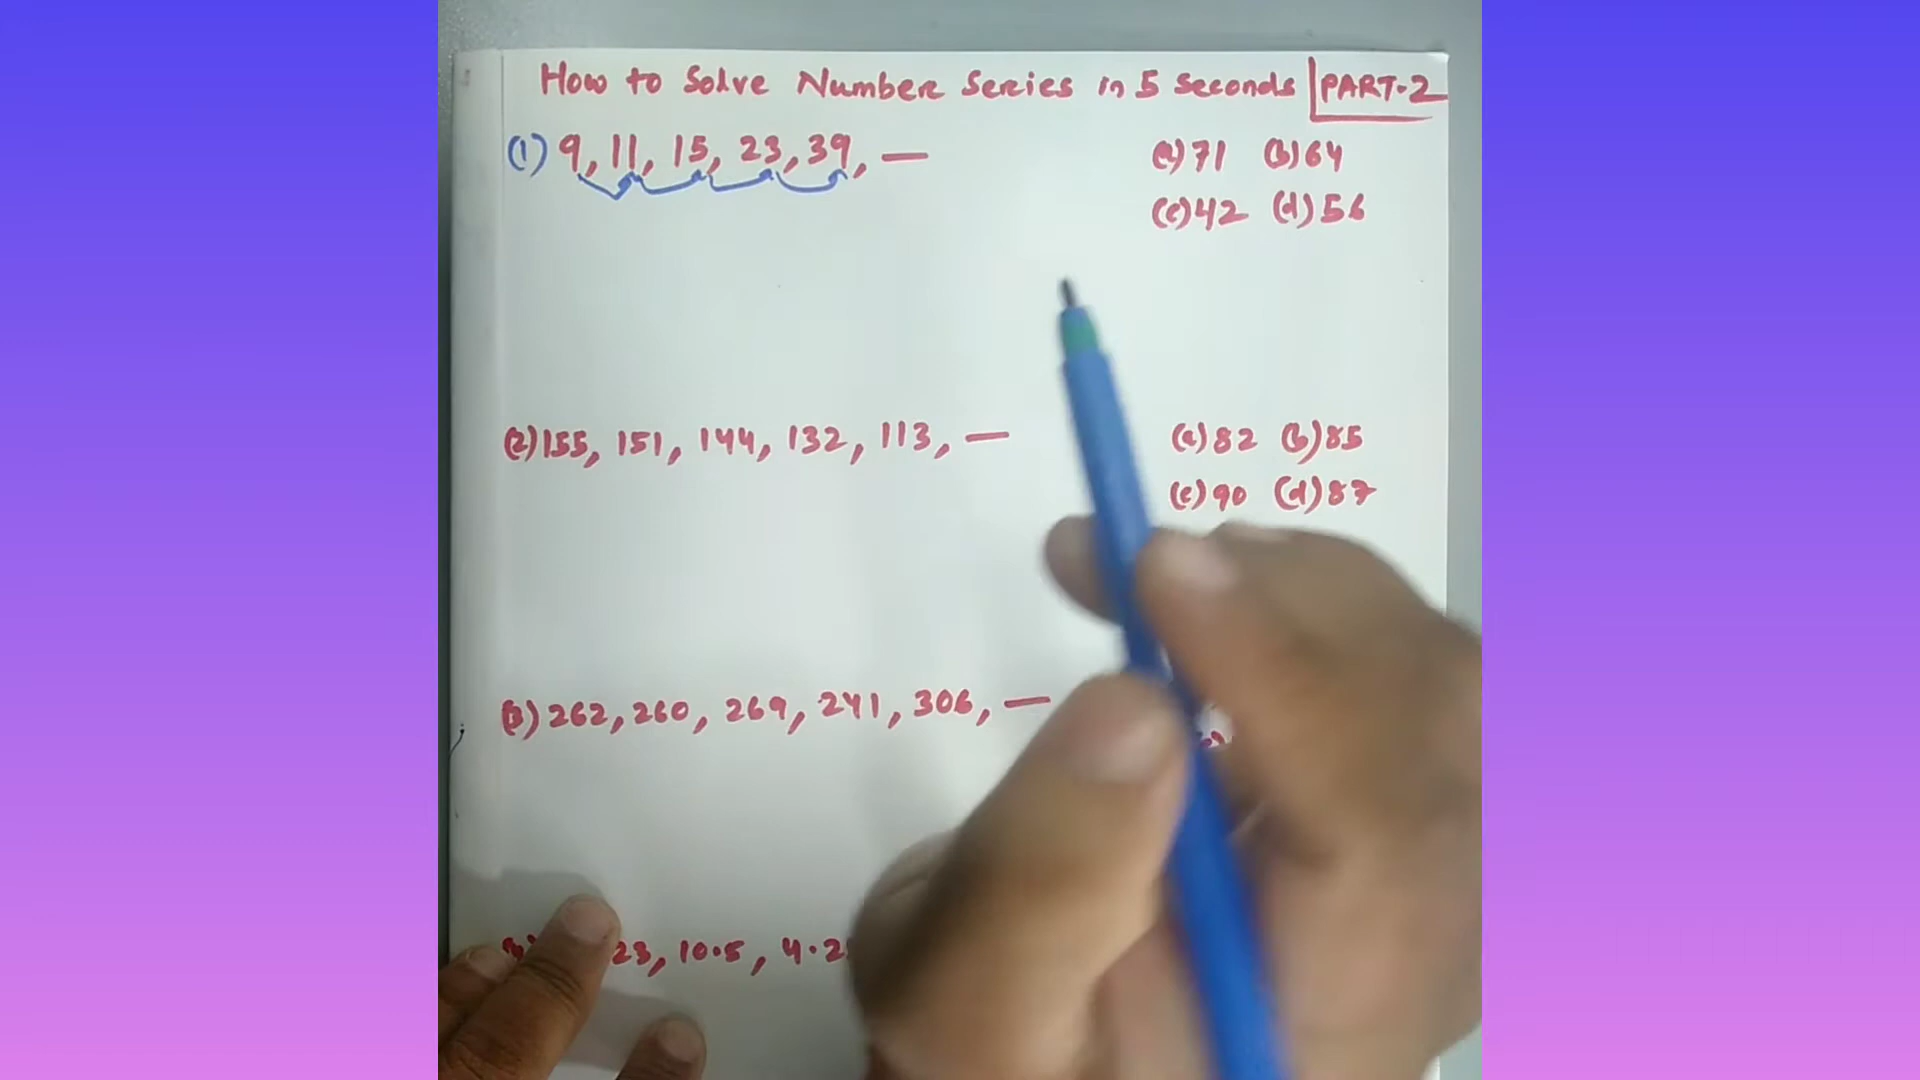 How to Solve Number Series in 5 Seconds PART-2
(1) 9, 11, 15, 23, 39, — (a) 71 (b) 64
(c) 42 (d) 56
(2) 155, 151, 144, 132, 113, — (a) 82 (b) 85
(c) 90 (d) 87
(3) 262, 260, 269, 241, 306, —
23, 10.5, 4.2